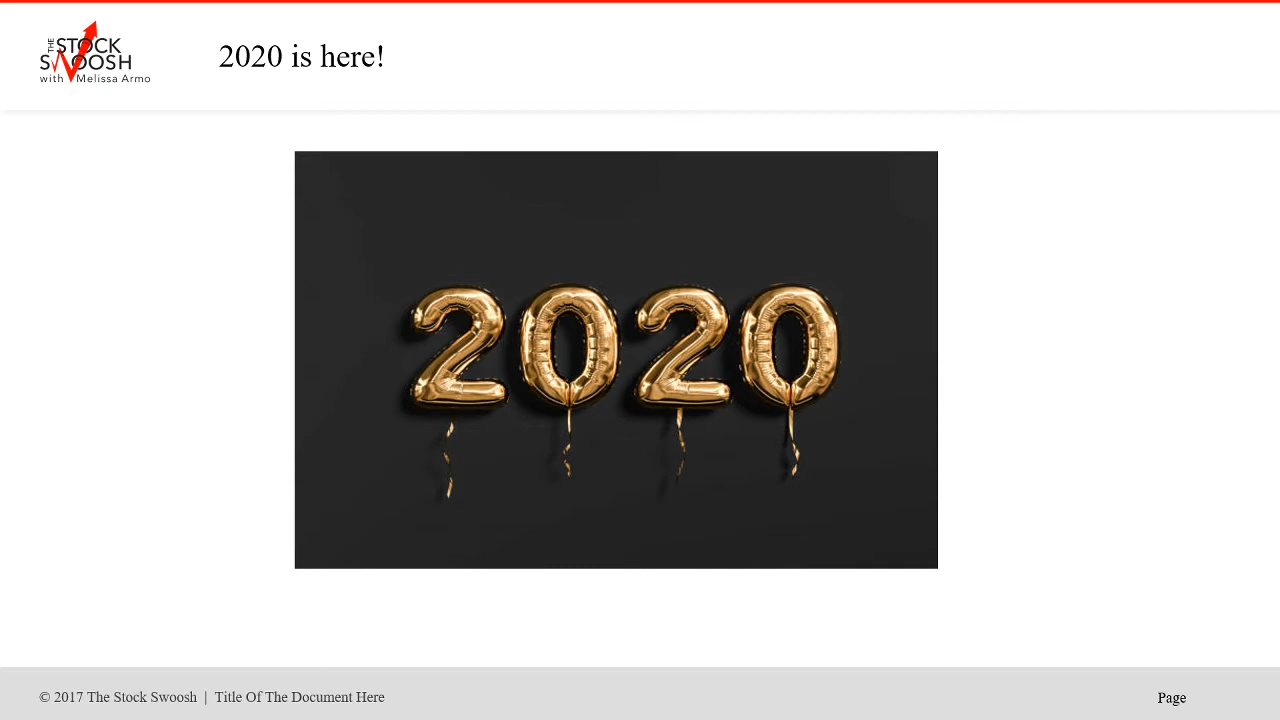 THE
STOCK
SWOOSH
with Melissa Armo
2020 is here!
2020
© 2017 The Stock Swoosh | Title Of The Document Here
Page